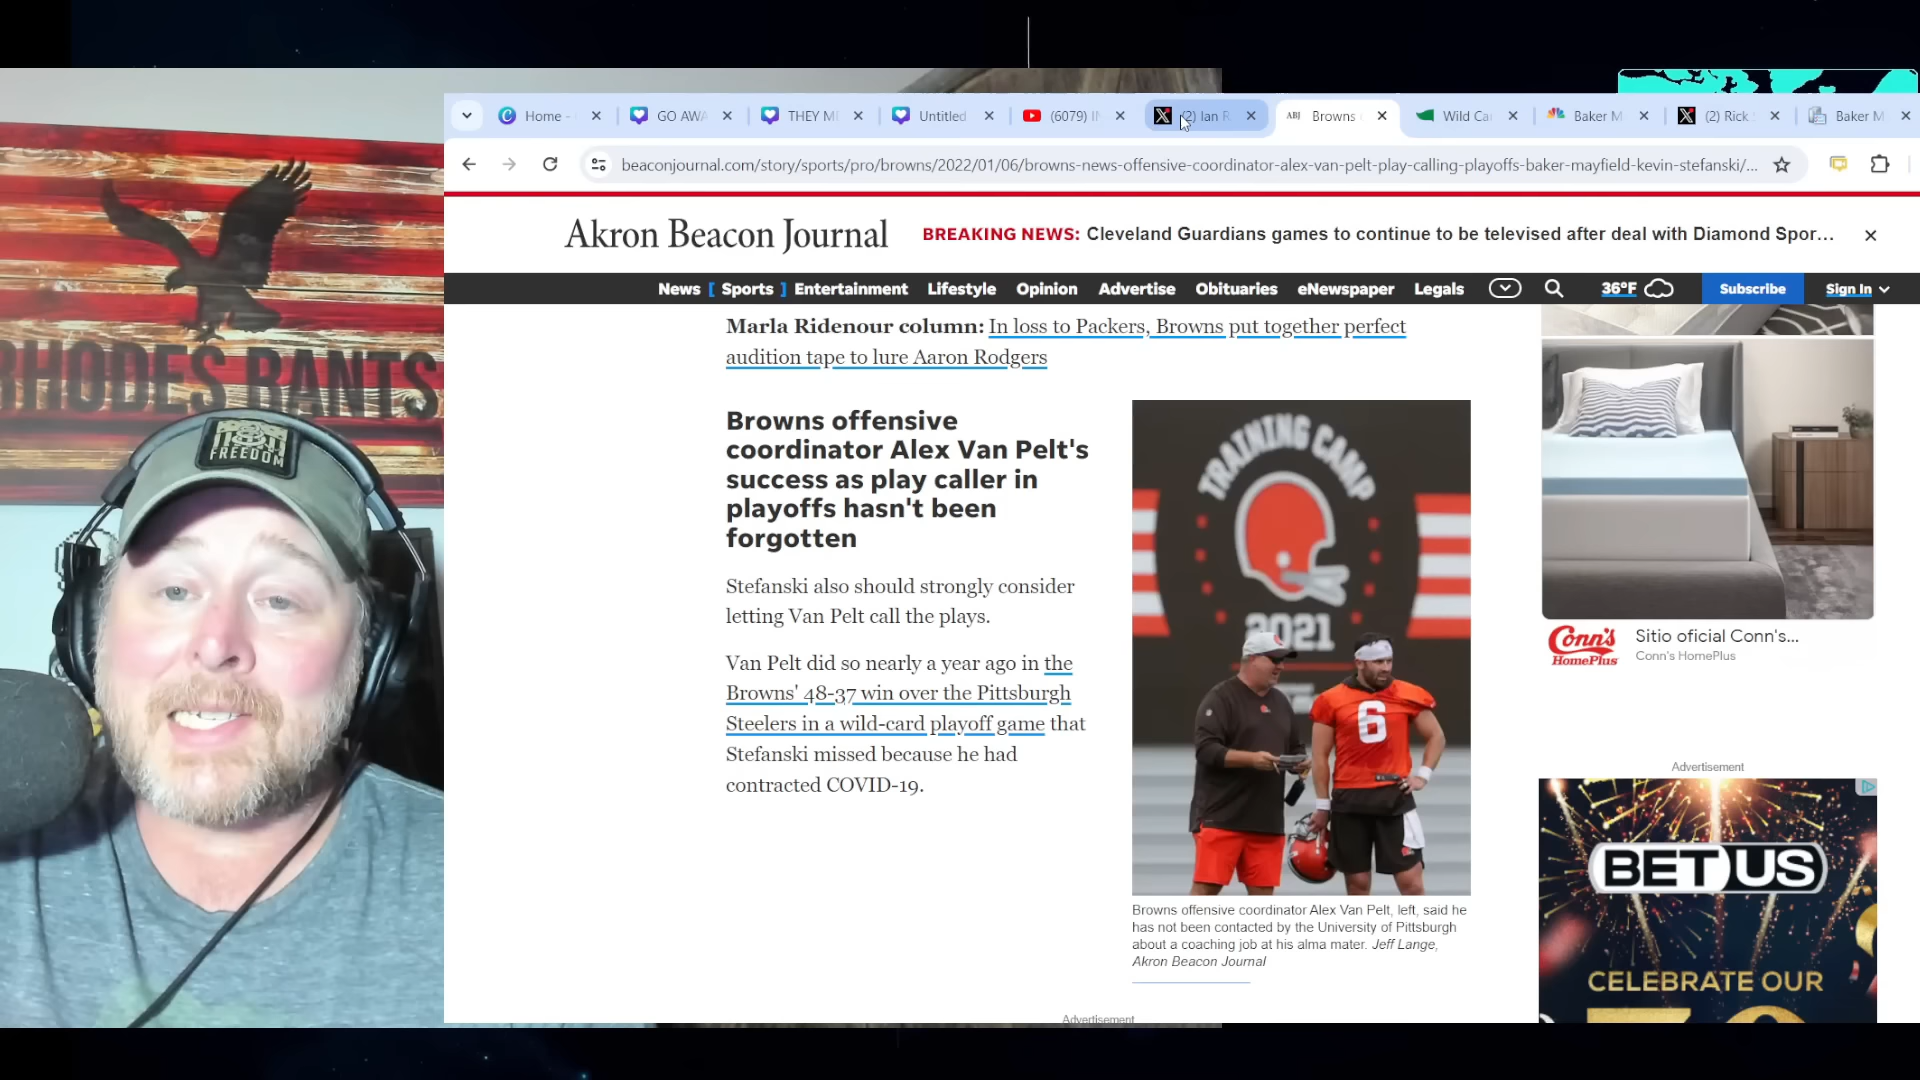 Home -
GO AWA
THEY M
Untitled
(6079) I
(2) Ian R
ABJ
Browns
Wild Ca
Baker M
(2) Rick
Baker M
beaconjournal.com/story/sports/pro/browns/2022/01/06/browns-news-offensive-coordinator-alex-van-pelt-play-calling-playoffs-baker-mayfield-kevin-stefanski/...
Akron Beacon Journal
BREAKING NEWS: Cleveland Guardians games to continue to be televised after deal with Diamond Spor...
News [ Sports ] Entertainment Lifestyle Opinion Advertise Obituaries eNewspaper Legals 36°F Subscribe Sign In
Marla Ridenour column: In loss to Packers, Browns put together perfect
audition tape to lure Aaron Rodgers
Browns offensive
coordinator Alex Van Pelt's
success as play caller in
playoffs hasn't been
forgotten
Stefanski also should strongly consider
letting Van Pelt call the plays.
Van Pelt did so nearly a year ago in the
Browns' 48-37 win over the Pittsburgh
Steelers in a wild-card playoff game that
Stefanski missed because he had
contracted COVID-19.
TRAINING CAMP
2021
6
Browns offensive coordinator Alex Van Pelt, left, said he
has not been contacted by the University of Pittsburgh
about a coaching job at his alma mater. Jeff Lange,
Akron Beacon Journal
Advertisement
Conn's
HomePlus
Sitio oficial Conn's...
Conn's HomePlus
Advertisement
BETUS
CELEBRATE OUR
RHODES RANTS
FREEDOM